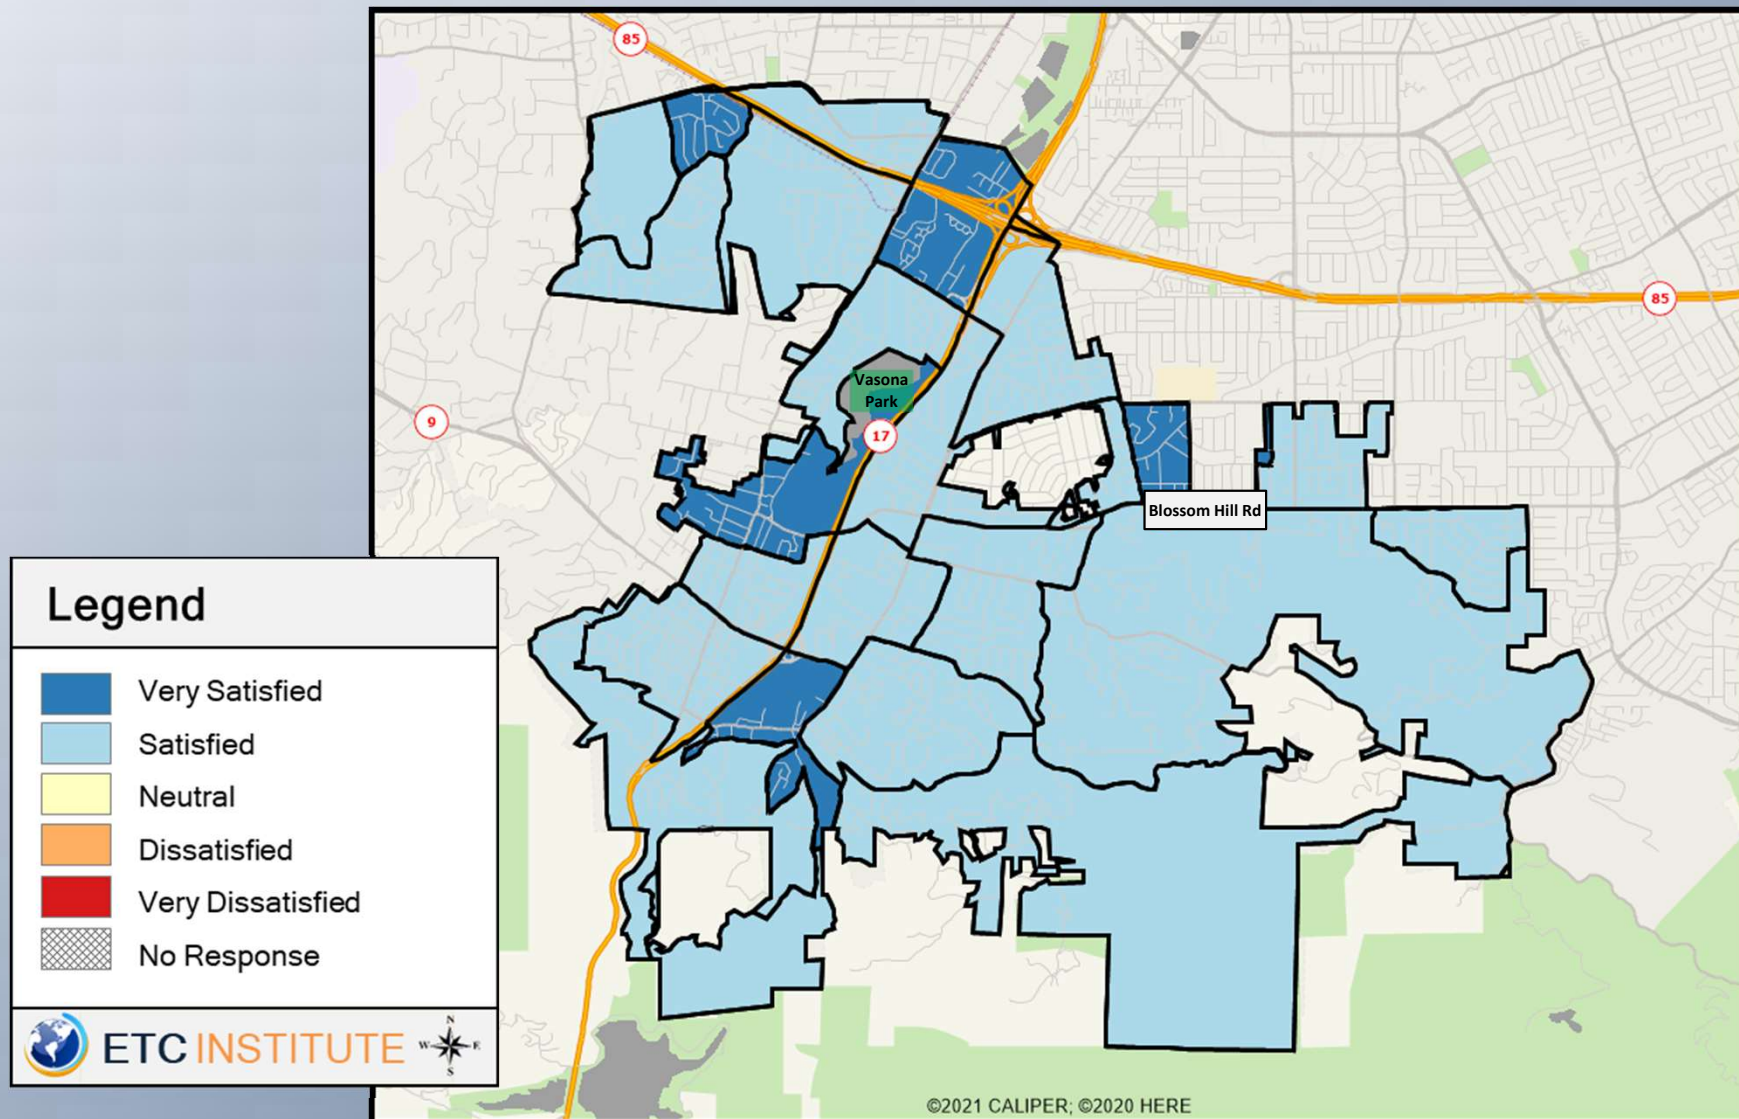 85
85
9
Vasona
Park
17
Blossom Hill Rd
Legend
Very Satisfied
Satisfied
Neutral
Dissatisfied
Very Dissatisfied
No Response
ETC INSTITUTE
N
W E
S
©2021 CALIPER; ©2020 HERE